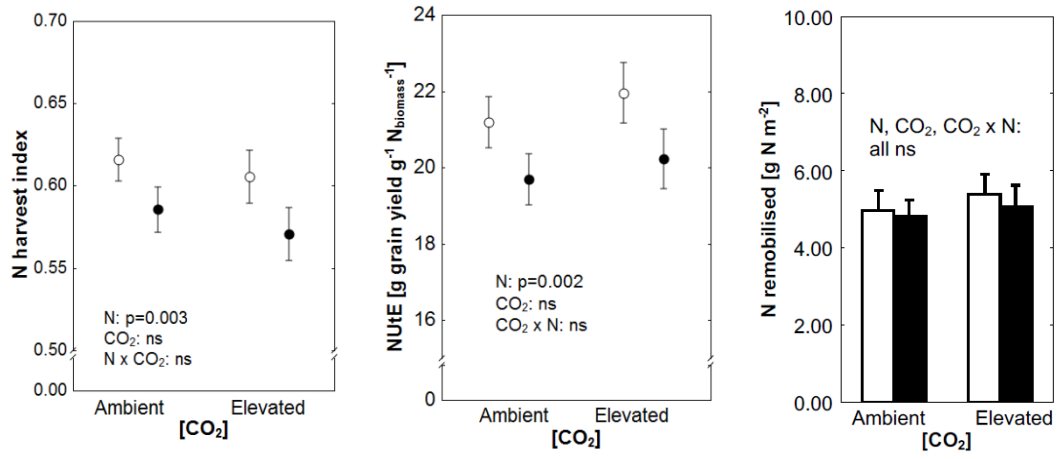 N harvest index
0.70
0.65
0.60
0.55
0.50
0.00
N: p=0.003
CO₂: ns
N x CO₂: ns
Ambient Elevated
[CO₂]
NUtE [g grain yield g⁻¹ N_biomass⁻¹]
24
22
20
18
16
0
N: p=0.002
CO₂: ns
CO₂ x N: ns
Ambient Elevated
[CO₂]
N remobilised [g N m⁻²]
10.00
8.00
6.00
4.00
2.00
0.00
N, CO₂, CO₂ x N:
all ns
Ambient Elevated
[CO₂]